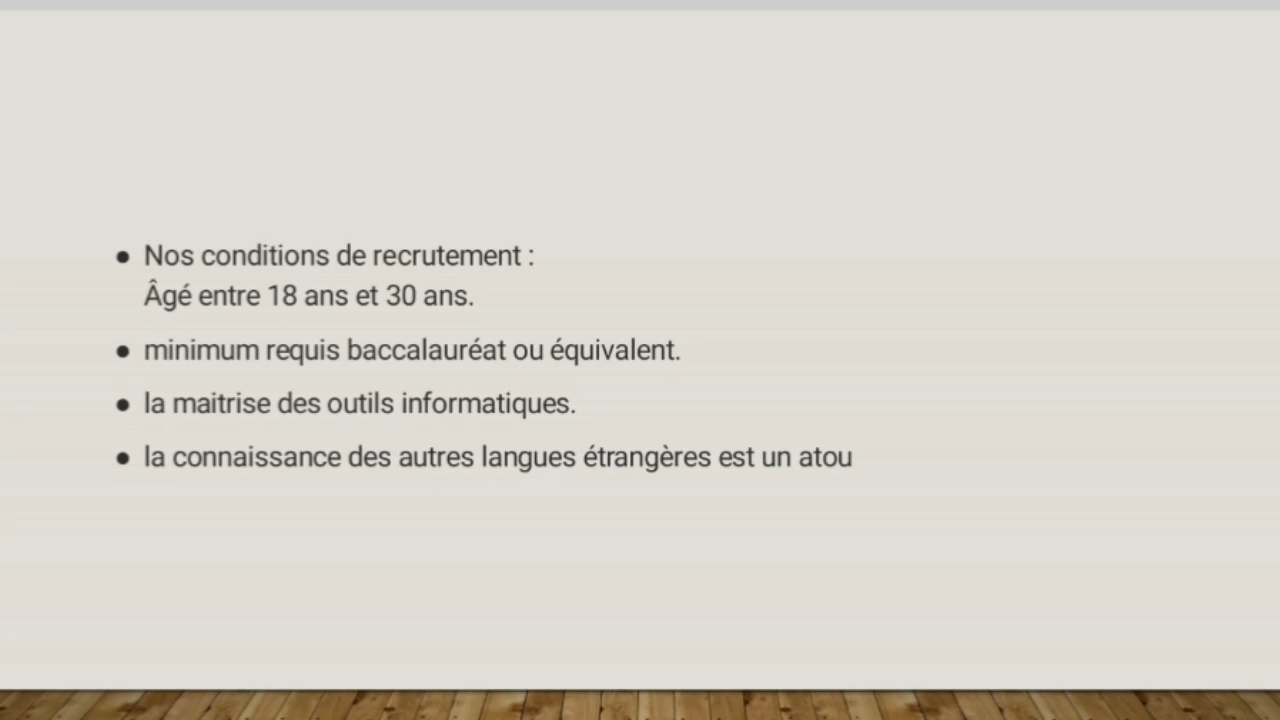 ● Nos conditions de recrutement :
Âgé entre 18 ans et 30 ans.
● minimum requis baccalauréat ou équivalent.
● la maitrise des outils informatiques.
● la connaissance des autres langues étrangères est un atou